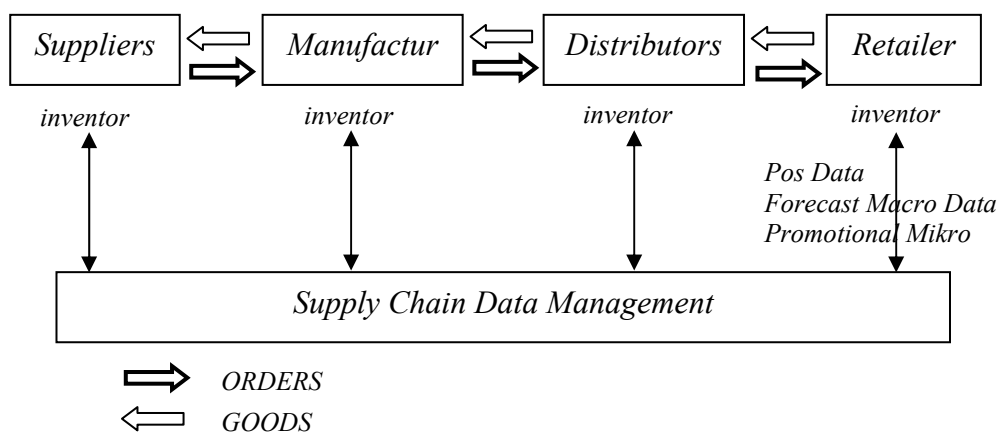 Suppliers
Manufactur
Distributors
Retailer
inventor
inventor
inventor
inventor
Pos Data
Forecast Macro Data
Promotional Mikro
Supply Chain Data Management
ORDERS
GOODS